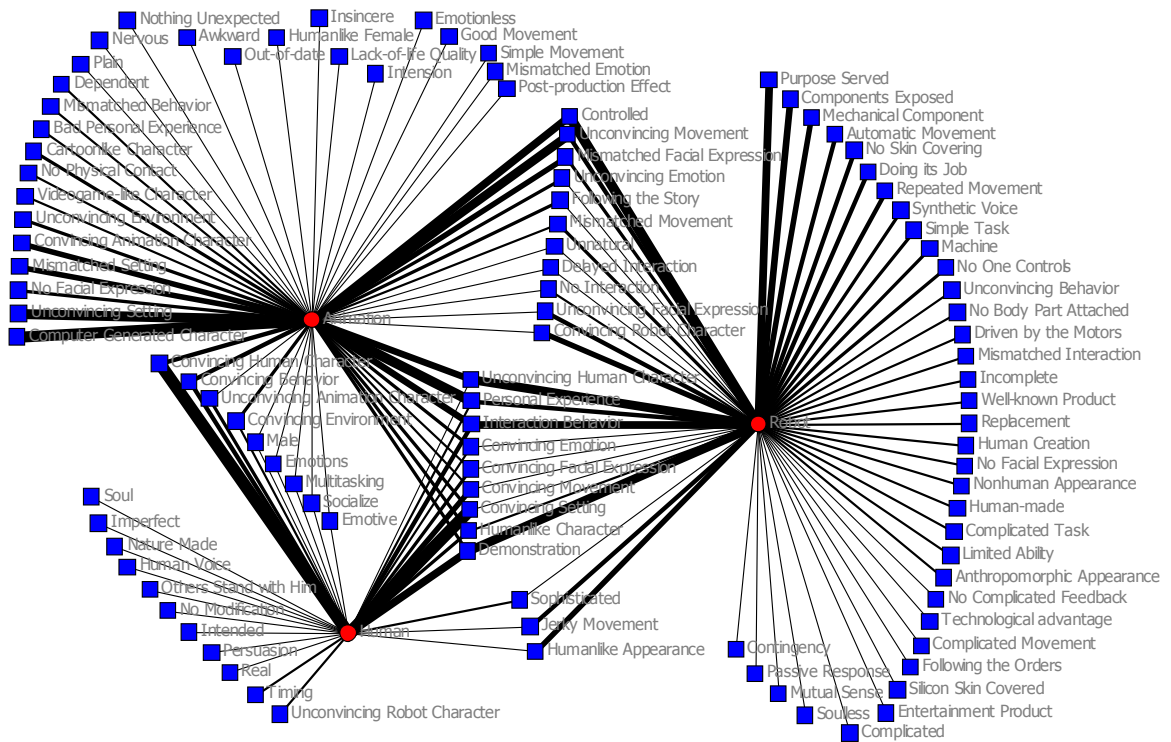 Nothing Unexpected
Insincere
Emotionless
Nervous
Awkward
Humanlike Female
Good Movement
Out-of-date
Lack-of-life Quality
Simple Movement
Plain
Intension
Mismatched Emotion
Dependent
Post-production Effect
Mismatched Behavior
Bad Personal Experience
Cartoonlike Character
No Physical Contact
Videogame-like Character
Unconvincing Environment
Convincing Animation Character
Mismatched Setting
No Facial Expression
Unconvincing Setting
Computer Generated Character
Animation
Controlled
Unconvincing Movement
Mismatched Facial Expression
Unconvincing Emotion
Following the Story
Mismatched Movement
Unnatural
Delayed Interaction
No Interaction
Unconvincing Facial Expression
Convincing Robot Character
Purpose Served
Components Exposed
Mechanical Component
Automatic Movement
No Skin Covering
Doing its Job
Repeated Movement
Synthetic Voice
Simple Task
Machine
No One Controls
Unconvincing Behavior
No Body Part Attached
Driven by the Motors
Mismatched Interaction
Incomplete
Well-known Product
Replacement
Human Creation
No Facial Expression
Nonhuman Appearance
Human-made
Complicated Task
Limited Ability
Anthropomorphic Appearance
No Complicated Feedback
Technological advantage
Complicated Movement
Following the Orders
Silicon Skin Covered
Entertainment Product
Complicated
Souless
Mutual Sense
Passive Response
Contingency
Robot
Convincing Human Character
Convincing Behavior
Unconvincing Animation Character
Convincing Environment
Male
Emotions
Multitasking
Socialize
Emotive
Unconvincing Human Character
Personal Experience
Interaction Behavior
Convincing Emotion
Convincing Facial Expression
Convincing Movement
Convincing Setting
Humanlike Character
Demonstration
Sophisticated
Jerky Movement
Humanlike Appearance
Soul
Imperfect
Nature Made
Human Voice
Others Stand with Him
No Modification
Intended
Persuasion
Real
Timing
Unconvincing Robot Character
Human